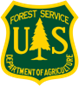 FOREST SERVICE
U S
DEPARTMENT OF AGRICULTURE